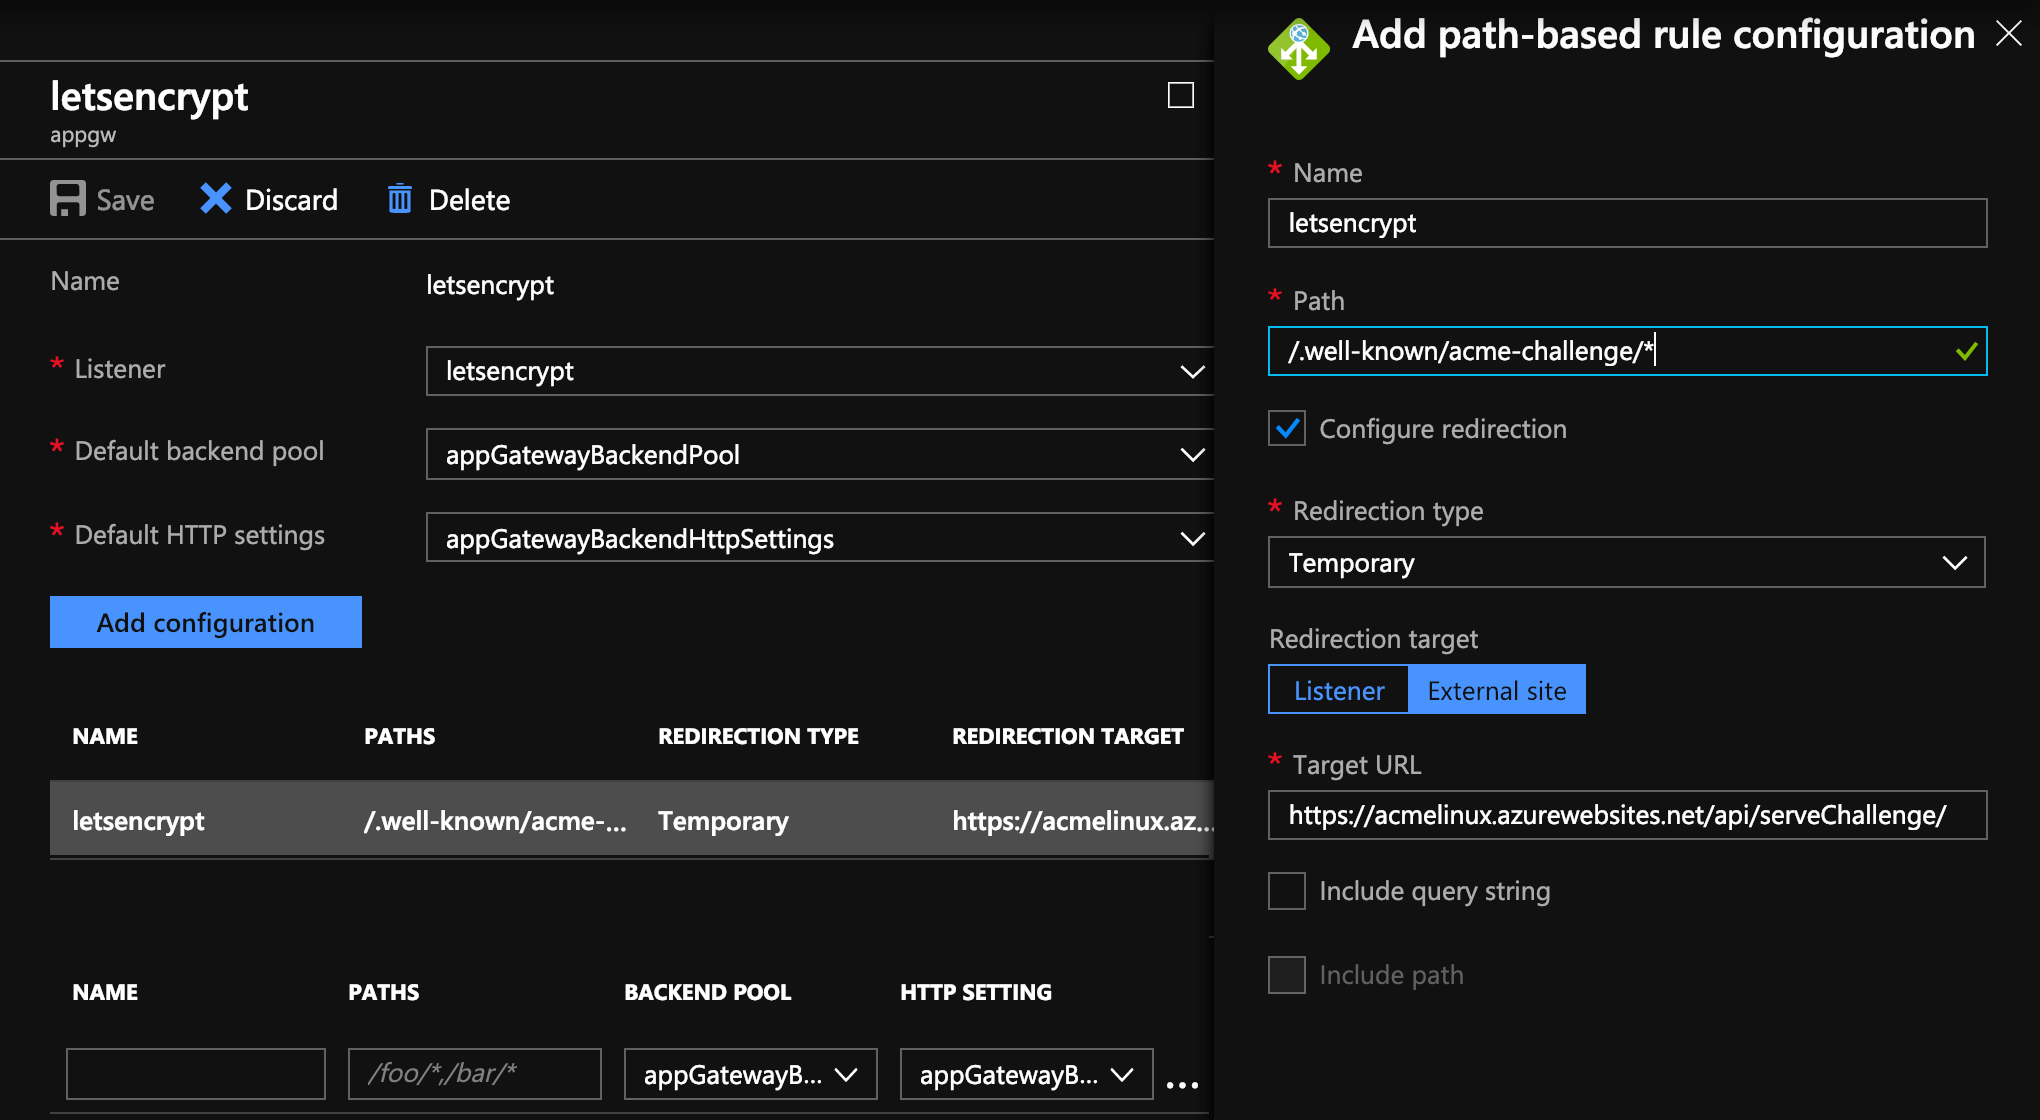 letsencrypt
appgw
Save Discard Delete
Name letsencrypt
* Listener letsencrypt
* Default backend pool appGatewayBackendPool
* Default HTTP settings appGatewayBackendHttpSettings
Add configuration
NAME PATHS REDIRECTION TYPE REDIRECTION TARGET
letsencrypt /.well-known/acme-... Temporary https://acmelinux.az...
NAME PATHS BACKEND POOL HTTP SETTING
/foo/*,/bar/* appGatewayB... appGatewayB... ...
Add path-based rule configuration
* Name
letsencrypt
* Path
/.well-known/acme-challenge/*
Configure redirection
* Redirection type
Temporary
Redirection target
Listener External site
* Target URL
https://acmelinux.azurewebsites.net/api/serveChallenge/
Include query string
Include path